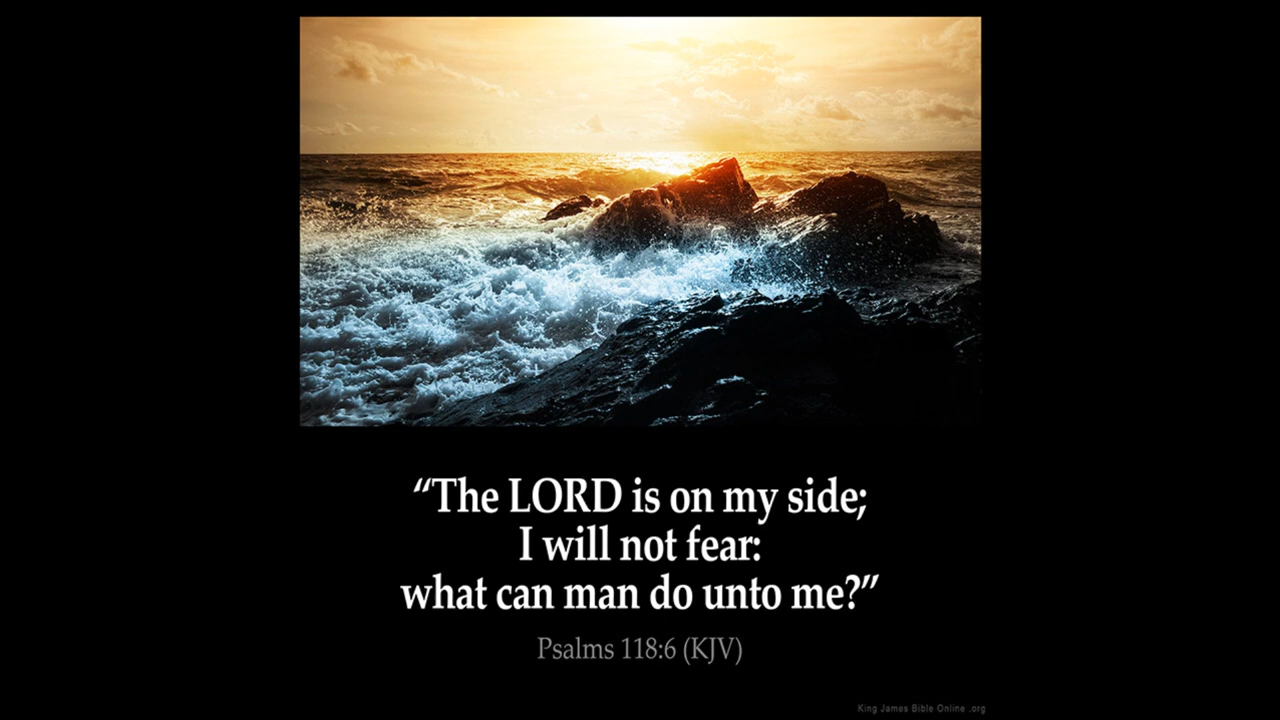 “The LORD is on my side;
I will not fear:
what can man do unto me?”
Psalms 118:6 (KJV)
King James Bible Online .org